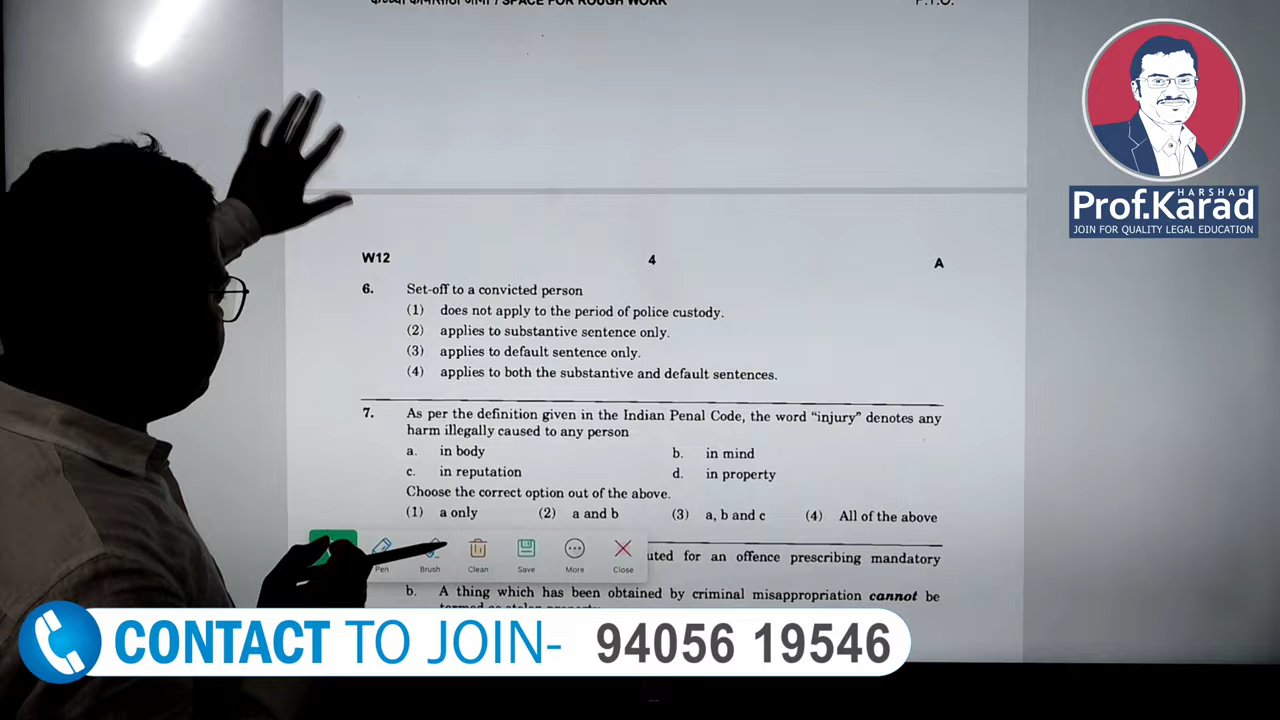 / SPACE FOR ROUGH WORK
P.T.O.
HARSHAD
Prof.Karad
JOIN FOR QUALITY LEGAL EDUCATION
W12 4 A
6. Set-off to a convicted person
(1) does not apply to the period of police custody.
(2) applies to substantive sentence only.
(3) applies to default sentence only.
(4) applies to both the substantive and default sentences.
7. As per the definition given in the Indian Penal Code, the word “injury” denotes any
harm illegally caused to any person
a. in body b. in mind
c. in reputation d. in property
Choose the correct option out of the above.
(1) a only (2) a and b (3) a, b and c (4) All of the above
uted for an offence prescribing mandatory
Pen Brush Clean Save More Close
b. A thing which has been obtained by criminal misappropriation cannot be
CONTACT TO JOIN- 94056 19546